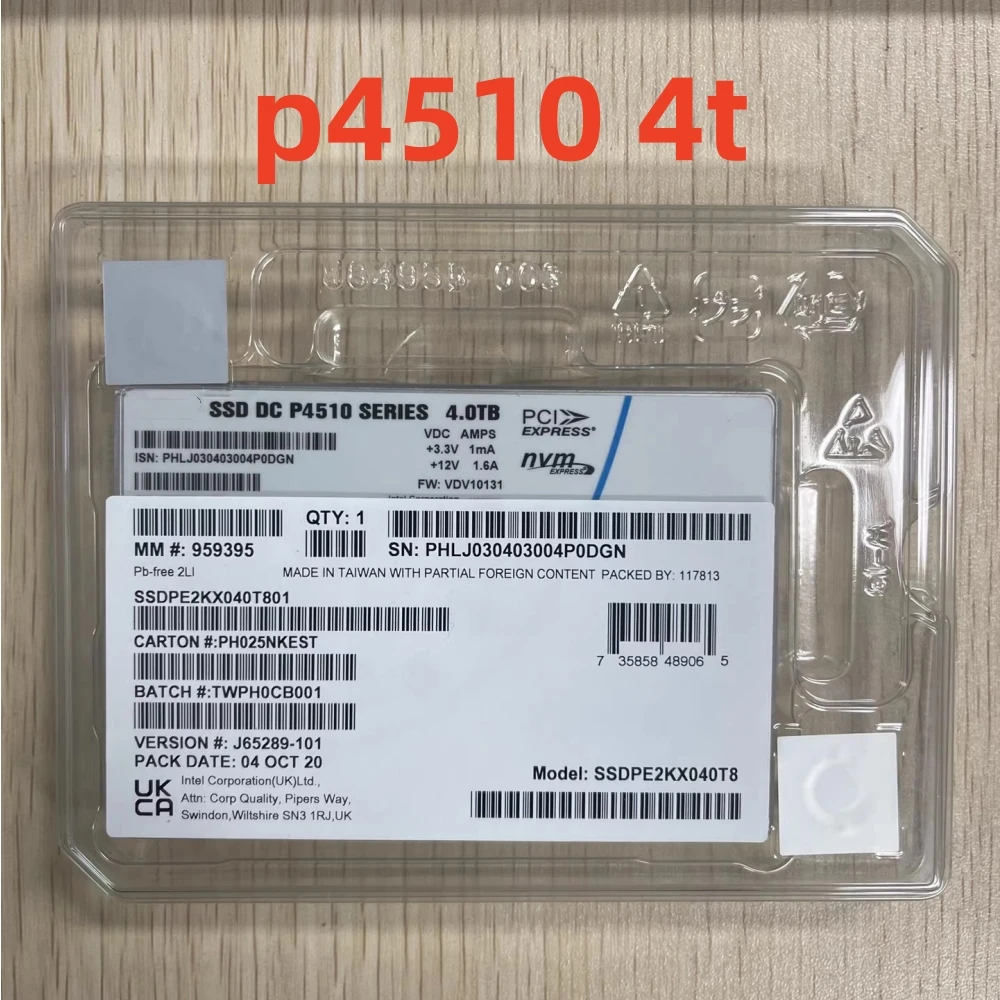 p4510 4t
SSD DC P4510 SERIES 4.0TB
PCI EXPRESS®
VDC AMPS
+3.3V 1mA
+12V 1.6A
ISN: PHLJ030403004P0DGN
nvm EXPRESS
FW: VDV10131
Intel Corporation
QTY: 1
MM #: 959395
SN: PHLJ030403004P0DGN
Pb-free 2LI
MADE IN TAIWAN WITH PARTIAL FOREIGN CONTENT PACKED BY: 117813
SSDPE2KX040T801
CARTON #:PH025NKEST
7 35858 48906 5
BATCH #:TWPH0CB001
VERSION #: J65289-101
PACK DATE: 04 OCT 20
Model: SSDPE2KX040T8
UK
CA
Intel Corporation(UK)Ltd.,
Attn: Corp Quality, Pipers Way,
Swindon,Wiltshire SN3 1RJ,UK